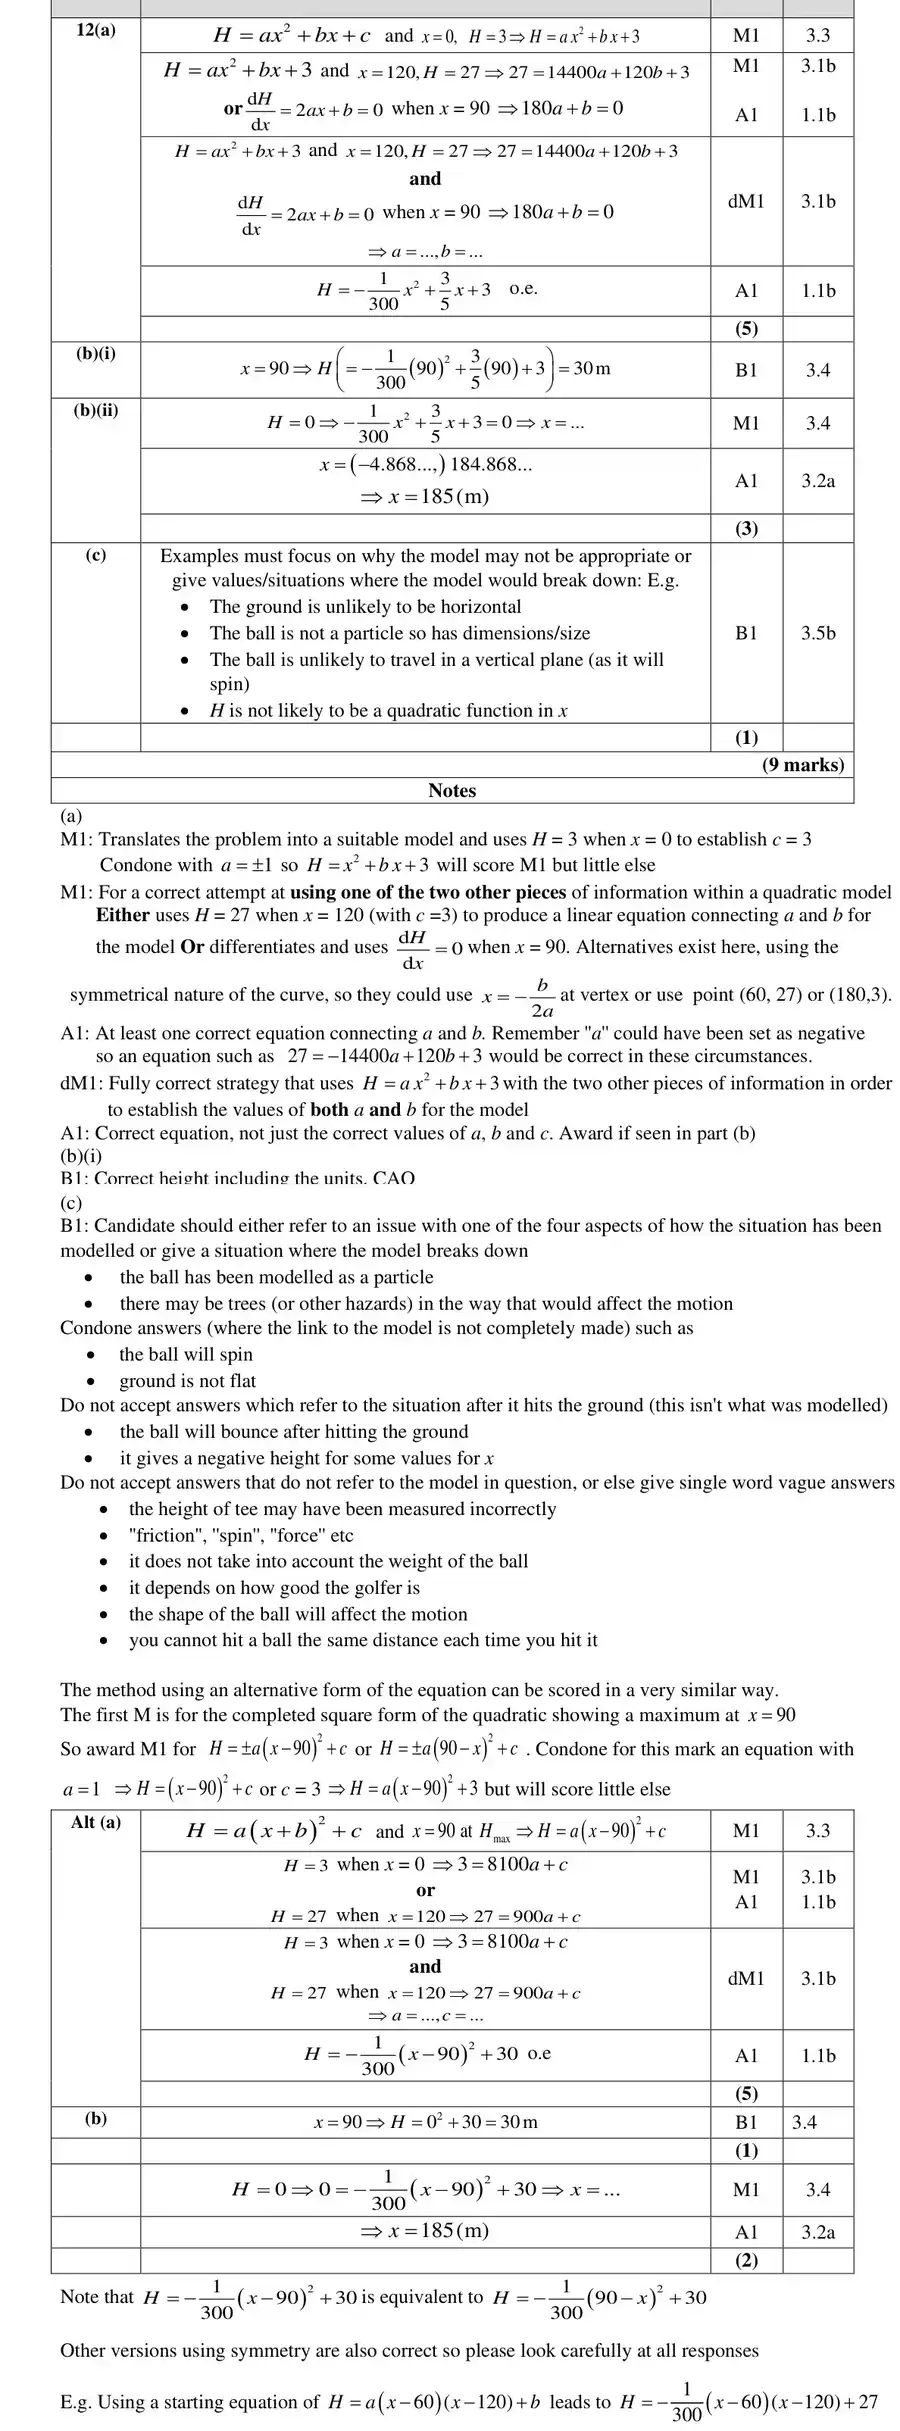 12(a) H = ax² + bx + c and x = 0, H = 3 ⇒ H = ax² + bx + 3 M1 3.3
H = ax² + bx + 3 and x = 120, H = 27 ⇒ 27 = 14400a + 120b + 3 M1 3.1b
or dH/dx = 2ax + b = 0 when x = 90 ⇒ 180a + b = 0 A1 1.1b
H = ax² + bx + 3 and x = 120, H = 27 ⇒ 27 = 14400a + 120b + 3
and
dH/dx = 2ax + b = 0 when x = 90 ⇒ 180a + b = 0 dM1 3.1b
⇒ a = ..., b = ...
H = −1/300 x² + 3/5 x + 3 o.e. A1 1.1b
(5)
(b)(i) x = 90 ⇒ H ( = −1/300 (90)² + 3/5 (90) + 3 ) = 30 m B1 3.4
(b)(ii) H = 0 ⇒ −1/300 x² + 3/5 x + 3 = 0 ⇒ x = ... M1 3.4
x = (−4.868...,) 184.868...
⇒ x = 185 (m) A1 3.2a
(3)
(c) Examples must focus on why the model may not be appropriate or
give values/situations where the model would break down: E.g.
• The ground is unlikely to be horizontal
• The ball is not a particle so has dimensions/size B1 3.5b
• The ball is unlikely to travel in a vertical plane (as it will
spin)
• H is not likely to be a quadratic function in x
(1)
(9 marks)
Notes
(a)
M1: Translates the problem into a suitable model and uses H = 3 when x = 0 to establish c = 3
Condone with a = ±1 so H = x² + bx + 3 will score M1 but little else
M1: For a correct attempt at using one of the two other pieces of information within a quadratic model
Either uses H = 27 when x = 120 (with c =3) to produce a linear equation connecting a and b for
the model Or differentiates and uses dH/dx = 0 when x = 90. Alternatives exist here, using the
symmetrical nature of the curve, so they could use x = −b/2a at vertex or use point (60, 27) or (180,3).
A1: At least one correct equation connecting a and b. Remember "a" could have been set as negative
so an equation such as 27 = −14400a + 120b + 3 would be correct in these circumstances.
dM1: Fully correct strategy that uses H = ax² + bx + 3 with the two other pieces of information in order
to establish the values of both a and b for the model
A1: Correct equation, not just the correct values of a, b and c. Award if seen in part (b)
(b)(i)
B1: Correct height including the units. CAO
(c)
B1: Candidate should either refer to an issue with one of the four aspects of how the situation has been
modelled or give a situation where the model breaks down
• the ball has been modelled as a particle
• there may be trees (or other hazards) in the way that would affect the motion
Condone answers (where the link to the model is not completely made) such as
• the ball will spin
• ground is not flat
Do not accept answers which refer to the situation after it hits the ground (this isn't what was modelled)
• the ball will bounce after hitting the ground
• it gives a negative height for some values for x
Do not accept answers that do not refer to the model in question, or else give single word vague answers
• the height of tee may have been measured incorrectly
• "friction", "spin", "force" etc
• it does not take into account the weight of the ball
• it depends on how good the golfer is
• the shape of the ball will affect the motion
• you cannot hit a ball the same distance each time you hit it
The method using an alternative form of the equation can be scored in a very similar way.
The first M is for the completed square form of the quadratic showing a maximum at x = 90
So award M1 for H = ±a(x − 90)² + c or H = ±a(90 − x)² + c . Condone for this mark an equation with
a = 1 ⇒ H = (x − 90)² + c or c = 3 ⇒ H = a(x − 90)² + 3 but will score little else
Alt (a) H = a(x + b)² + c and x = 90 at Hmax ⇒ H = a(x − 90)² + c M1 3.3
H = 3 when x = 0 ⇒ 3 = 8100a + c M1 3.1b
or A1 1.1b
H = 27 when x = 120 ⇒ 27 = 900a + c
H = 3 when x = 0 ⇒ 3 = 8100a + c
and dM1 3.1b
H = 27 when x = 120 ⇒ 27 = 900a + c
⇒ a = ..., c = ...
H = −1/300 (x − 90)² + 30 o.e A1 1.1b
(5)
(b) x = 90 ⇒ H = 0² + 30 = 30 m B1 3.4
(1)
H = 0 ⇒ 0 = −1/300 (x − 90)² + 30 ⇒ x = ... M1 3.4
⇒ x = 185 (m) A1 3.2a
(2)
Note that H = −1/300 (x − 90)² + 30 is equivalent to H = −1/300 (90 − x)² + 30
Other versions using symmetry are also correct so please look carefully at all responses
E.g. Using a starting equation of H = a(x − 60)(x − 120) + b leads to H = −1/300 (x − 60)(x − 120) + 27